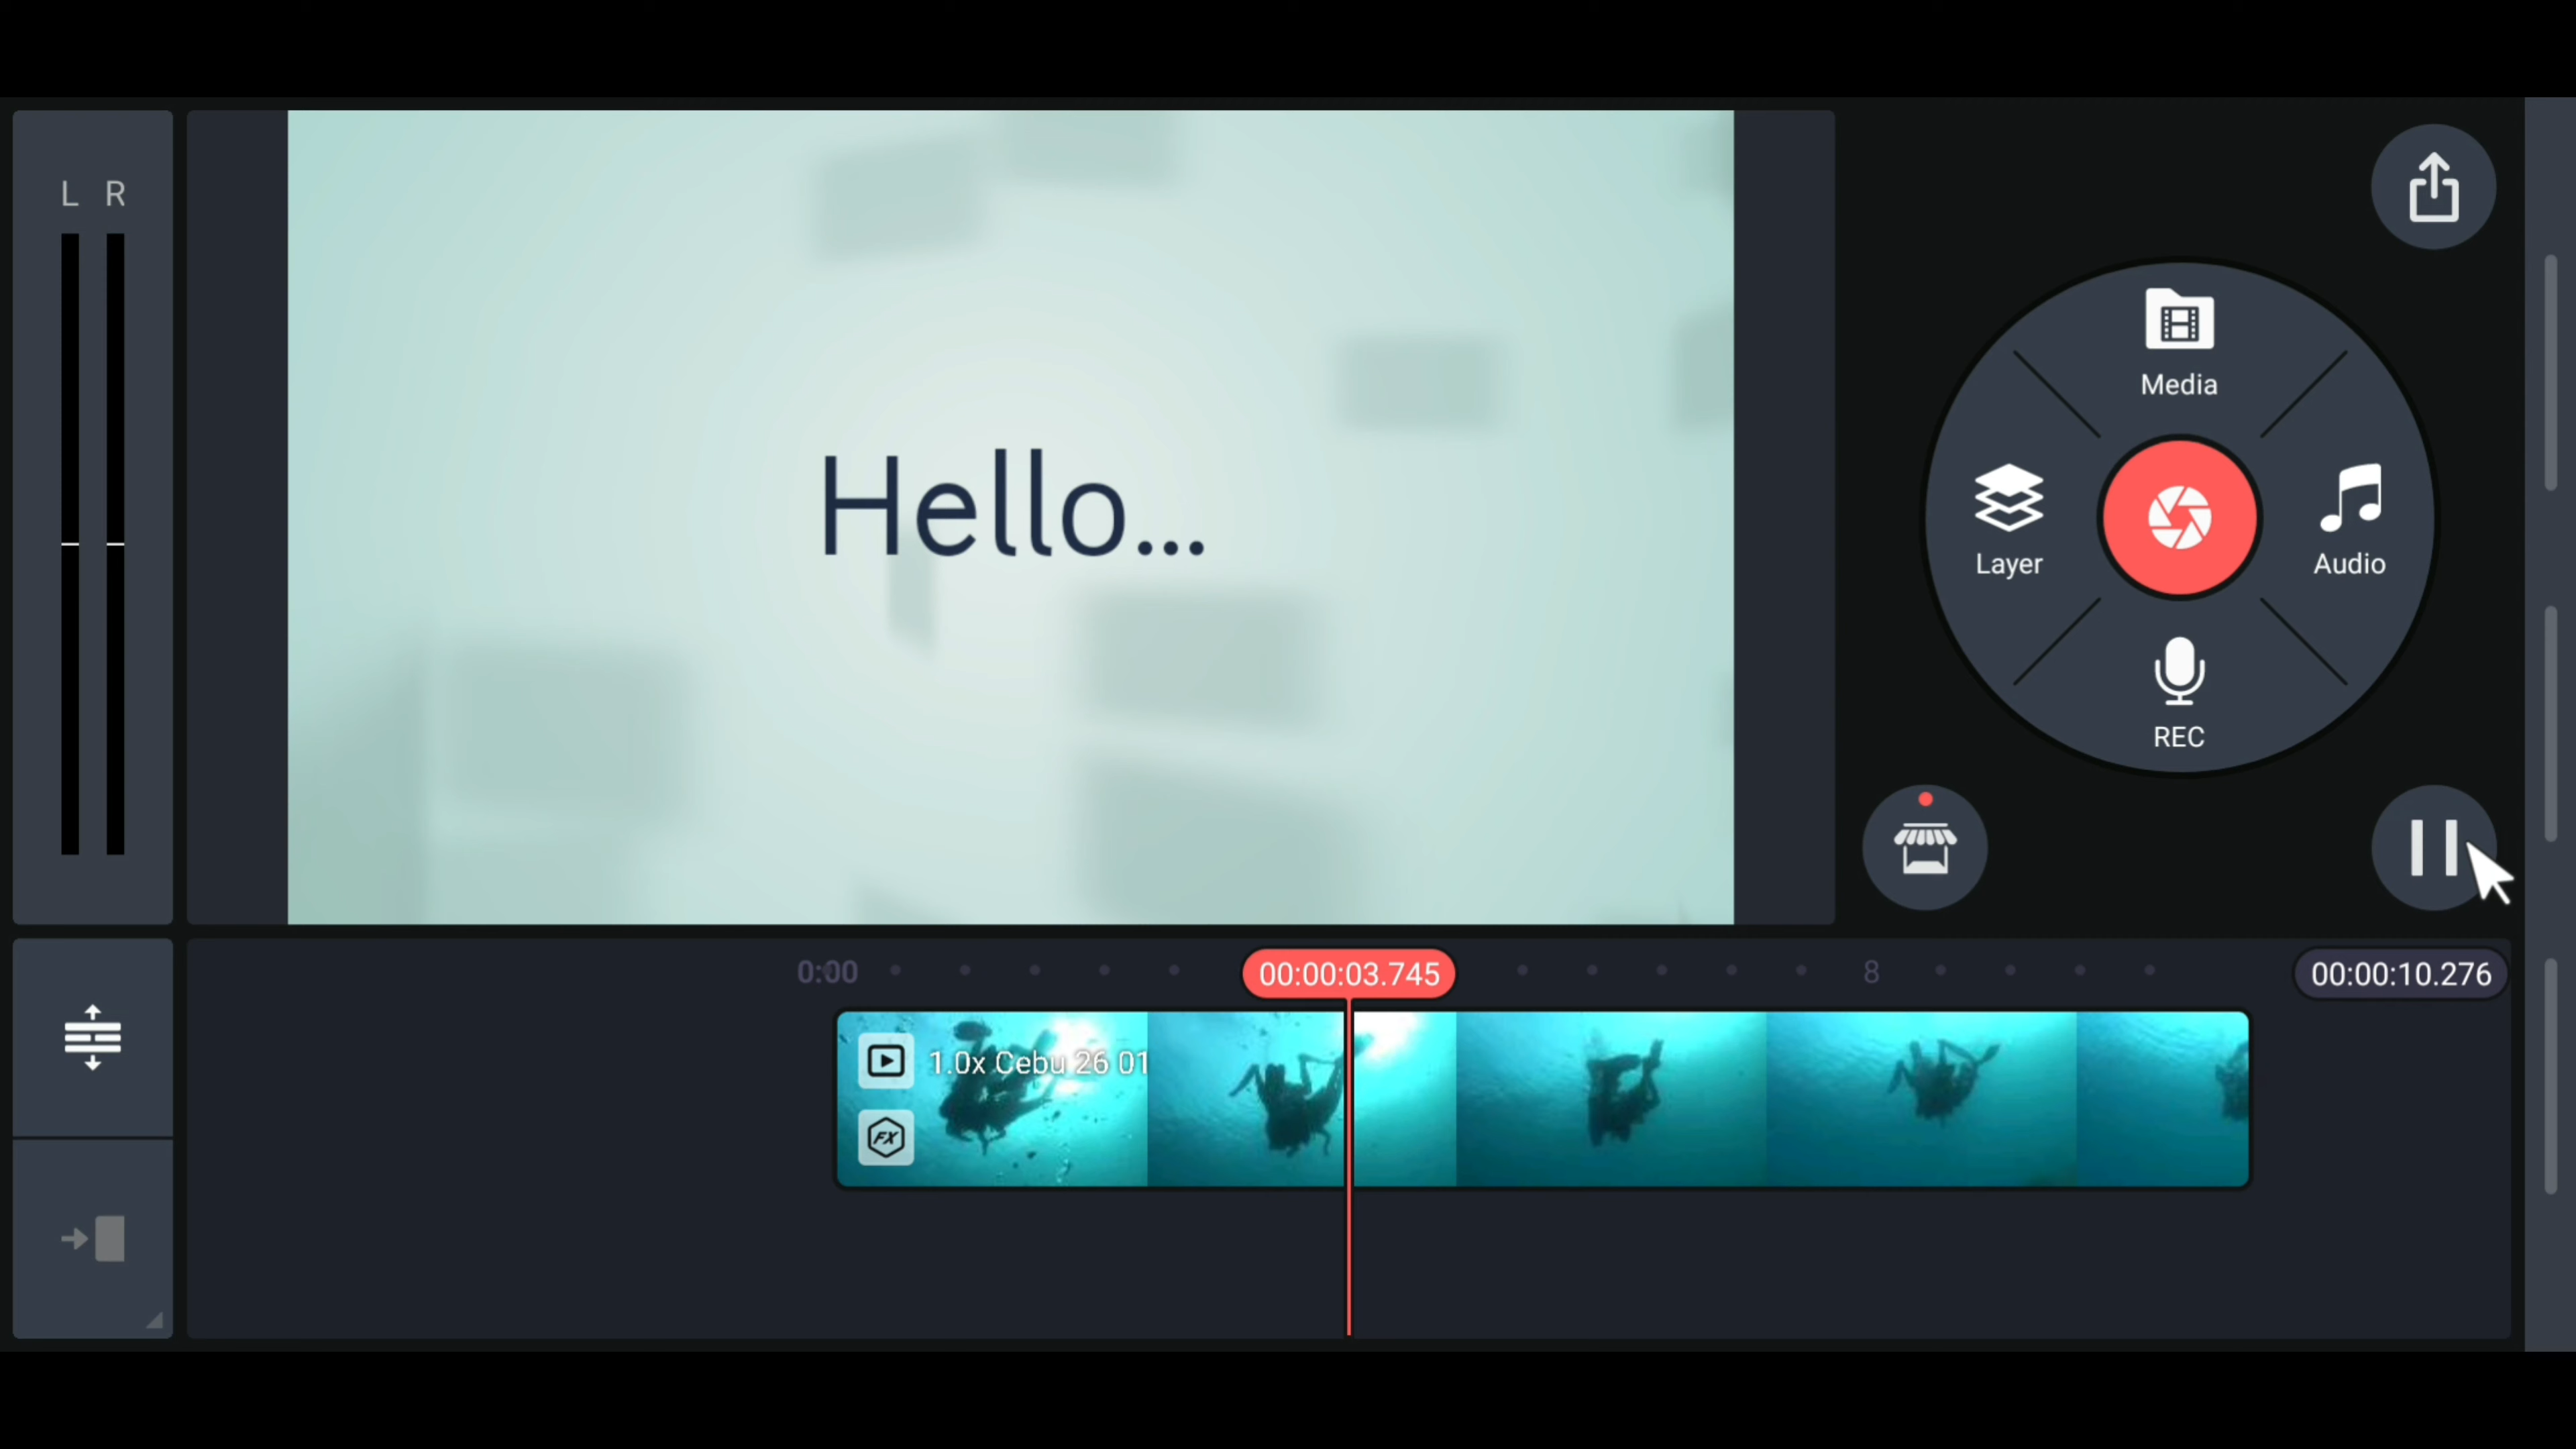 L R
Hello...
Media
Layer
Audio
REC
0:00
00:00:03.745
8
00:00:10.276
1.0x Cebu 26 01
FX